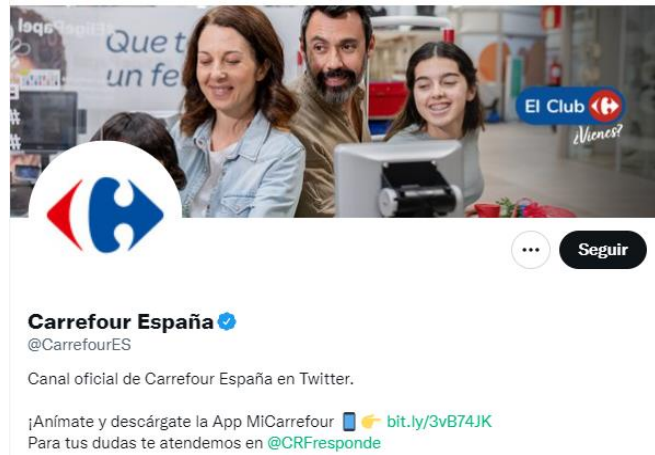 Que t
un fe
El Club
¿Vienes?
Seguir
Carrefour España
@CarrefourES
Canal oficial de Carrefour España en Twitter.
¡Anímate y descárgate la App MiCarrefour 📱 👉 bit.ly/3vB74JK
Para tus dudas te atendemos en @CRFresponde